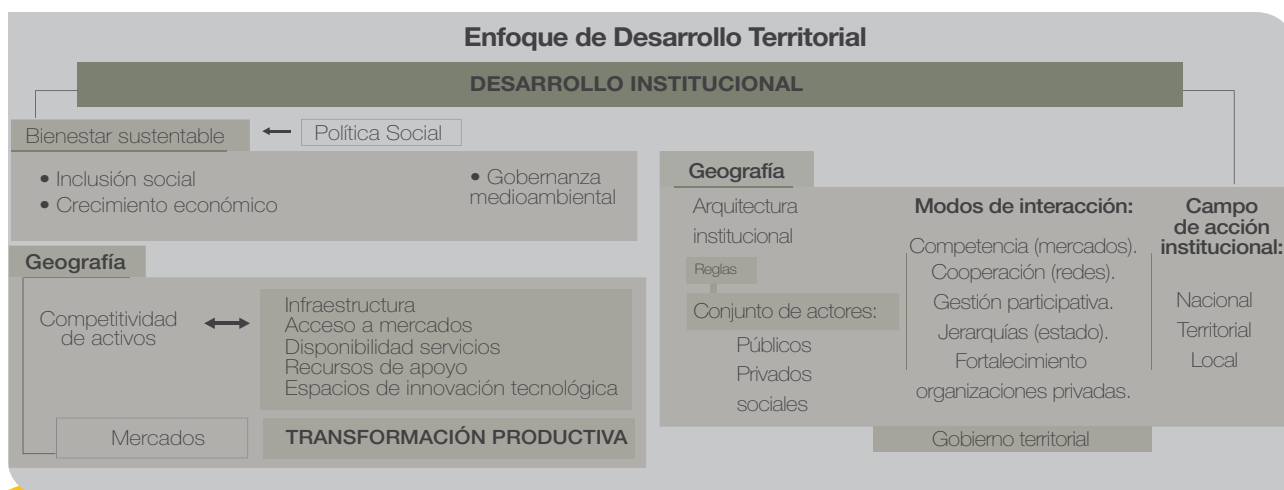 Enfoque de Desarrollo Territorial
DESARROLLO INSTITUCIONAL
Bienestar sustentable
Política Social
• Inclusión social
• Crecimiento económico
• Gobernanza
medioambiental
Geografía
Competitividad
de activos
Infraestructura
Acceso a mercados
Disponibilidad servicios
Recursos de apoyo
Espacios de innovación tecnológica
Mercados
TRANSFORMACIÓN PRODUCTIVA
Geografía
Arquitectura
institucional
Reglas
Conjunto de actores:
Públicos
Privados
sociales
Modos de interacción:
Competencia (mercados).
Cooperación (redes).
Gestión participativa.
Jerarquías (estado).
Fortalecimiento
organizaciones privadas.
Campo
de acción
institucional:
Nacional
Territorial
Local
Gobierno territorial